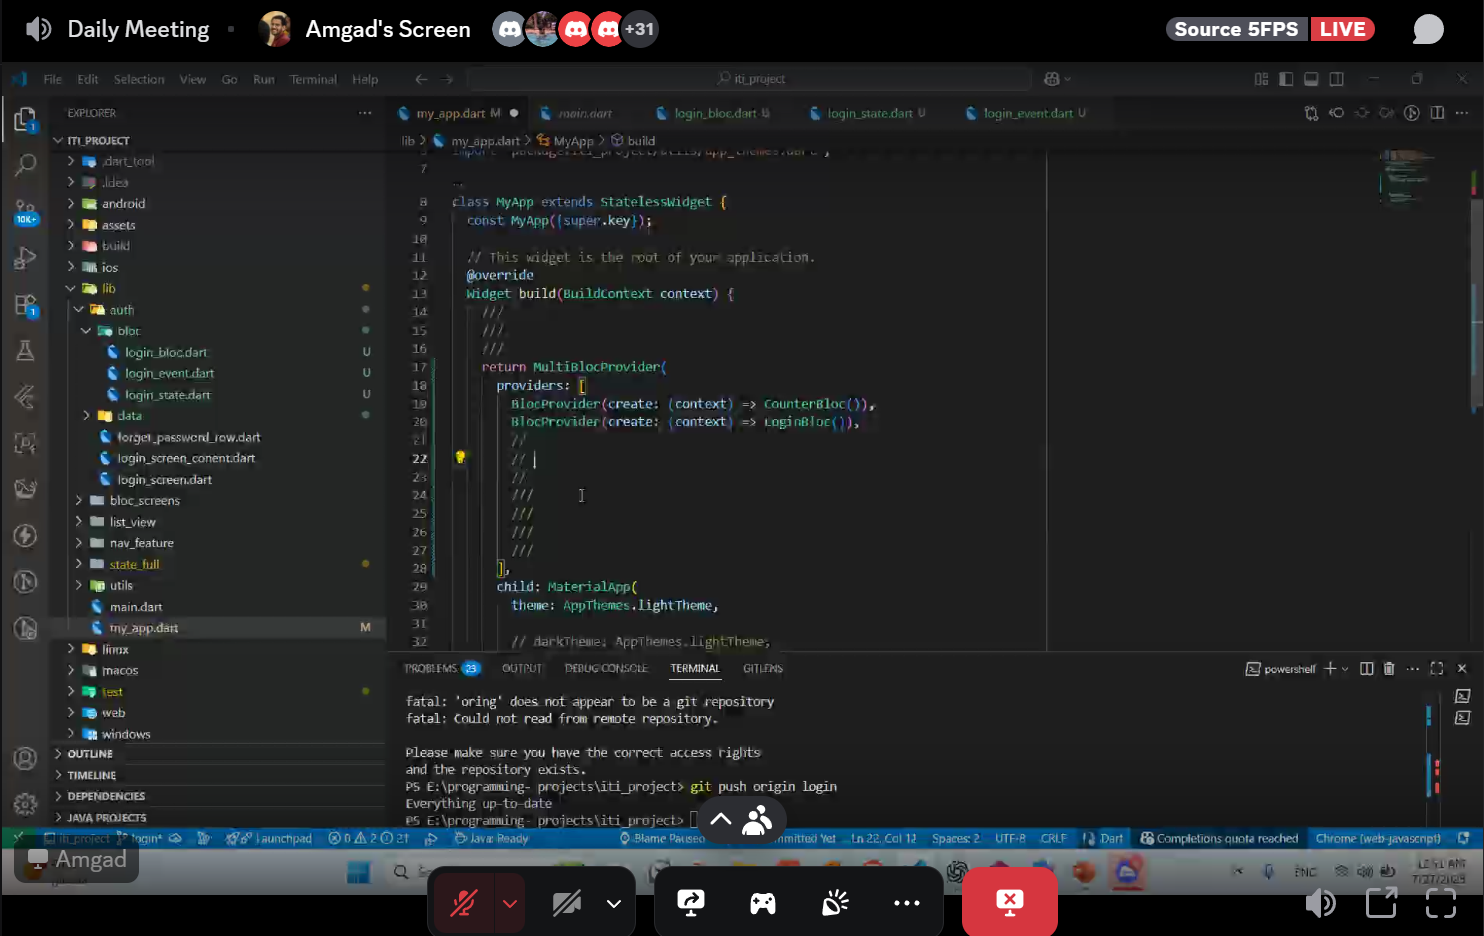 Daily Meeting
Amgad's Screen
+31
Source 5FPS LIVE
File Edit Selection View Go Run Terminal Help
iti_project
EXPLORER
my_app.dart M
main.dart
login_bloc.dart U
login_state.dart U
login_event.dart U
lib > my_app.dart > MyApp > build
ITI_PROJECT
.dart_tool
.idea
android
assets
build
ios
lib
auth
bloc
login_bloc.dart U
login_event.dart U
login_state.dart U
data
forget_password_row.dart
login_screen_conent.dart
login_screen.dart
bloc_screens
list_view
nav_feature
state_full
utils
main.dart
my_app.dart M
linux
macos
test
web
windows
OUTLINE
TIMELINE
DEPENDENCIES
JAVA PROJECTS
10K+
1
1
7
8 class MyApp extends StatelessWidget {
9 const MyApp({super.key});
10
11 // This widget is the root of your application.
12 @override
13 Widget build(BuildContext context) {
14 ///
15 ///
16 ///
17 return MultiBlocProvider(
18 providers: [
19 BlocProvider(create: (context) => CounterBloc()),
20 BlocProvider(create: (context) => LoginBloc()),
21 //
22 //
23 //
24 ///
25 ///
26 ///
27 ///
28 ],
29 child: MaterialApp(
30 theme: AppThemes.lightTheme,
31
32 // darkTheme: AppThemes.lightTheme,
PROBLEMS 23 OUTPUT DEBUG CONSOLE TERMINAL GITLENS
powershell
fatal: 'oring' does not appear to be a git repository
fatal: Could not read from remote repository.
Please make sure you have the correct access rights
and the repository exists.
PS E:\programming- projects\iti_project> git push origin login
Everything up-to-date
PS E:\programming- projects\iti_project>
iti_project login* Launchpad Java Ready Blame Paused Yet Ln 22, Col 11 Spaces: 2 UTF-8 CRLF Dart Completions quota reached Chrome (web-javascript)
Amgad
ENG